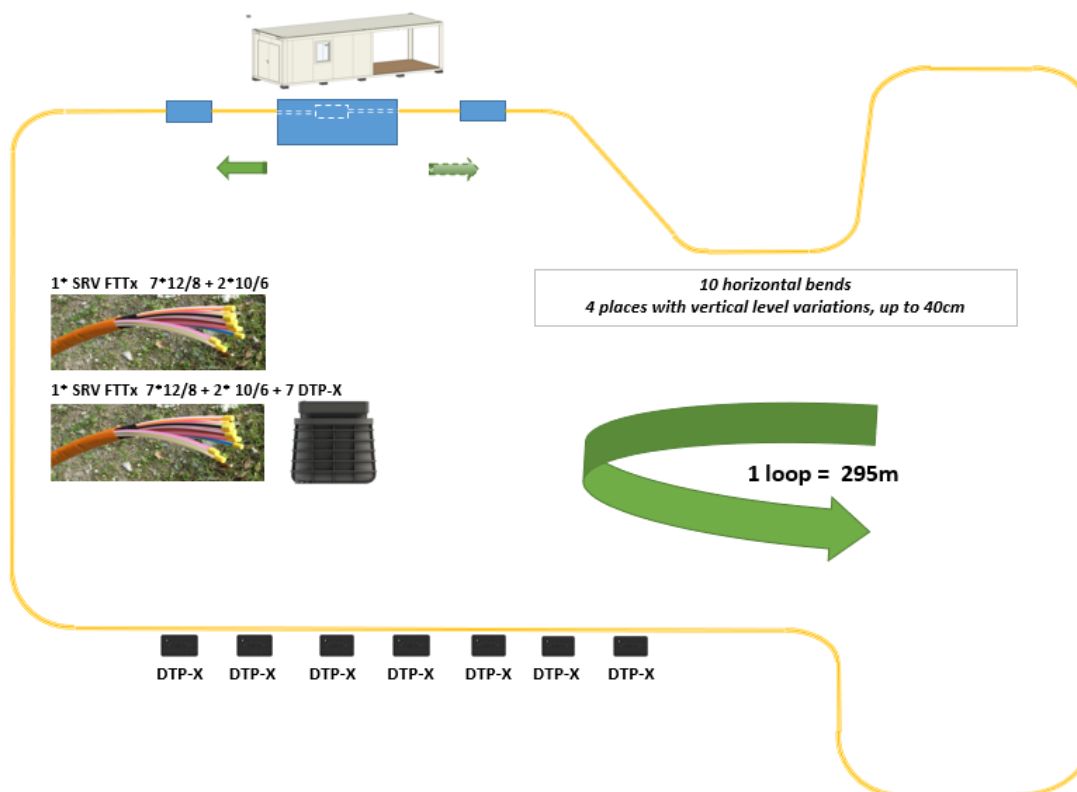 1* SRV FTTx 7*12/8 + 2*10/6
10 horizontal bends
4 places with vertical level variations, up to 40cm
1* SRV FTTx 7*12/8 + 2* 10/6 + 7 DTP-X
1 loop = 295m
DTP-X DTP-X DTP-X DTP-X DTP-X DTP-X DTP-X